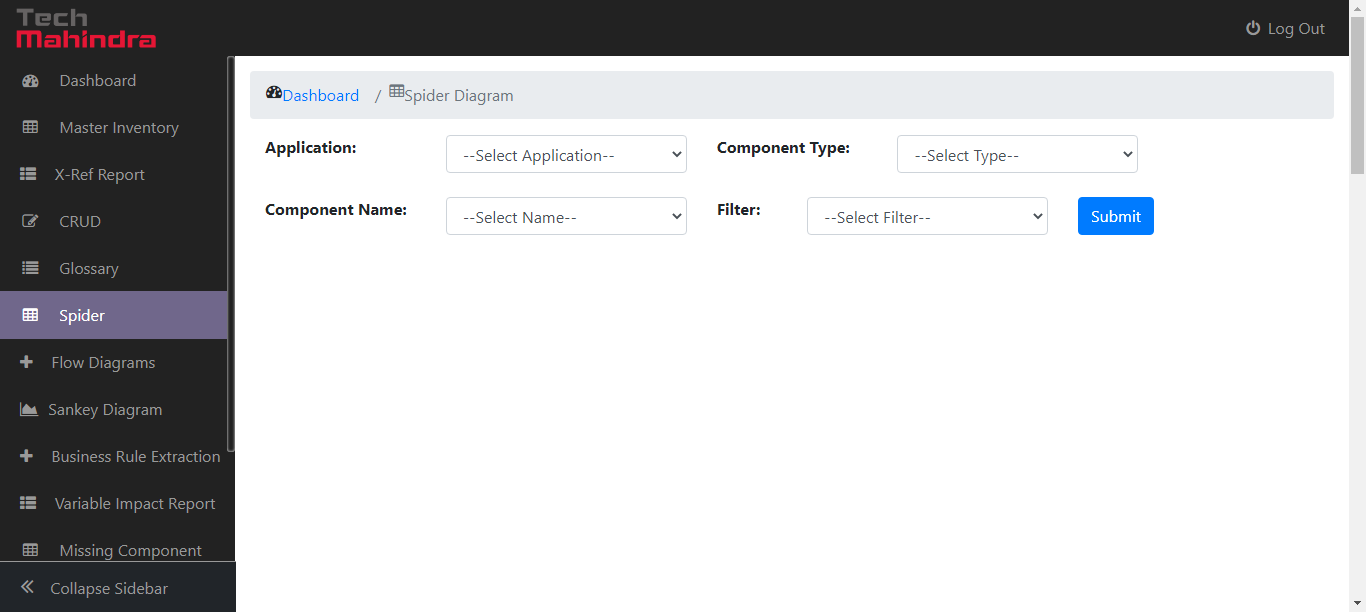 Tech
Mahindra
Log Out
Dashboard
Master Inventory
X-Ref Report
CRUD
Glossary
Spider
Flow Diagrams
Sankey Diagram
Business Rule Extraction
Variable Impact Report
Missing Component
Collapse Sidebar
Dashboard / Spider Diagram
Application: --Select Application-- Component Type: --Select Type--
Component Name: --Select Name-- Filter: --Select Filter-- Submit